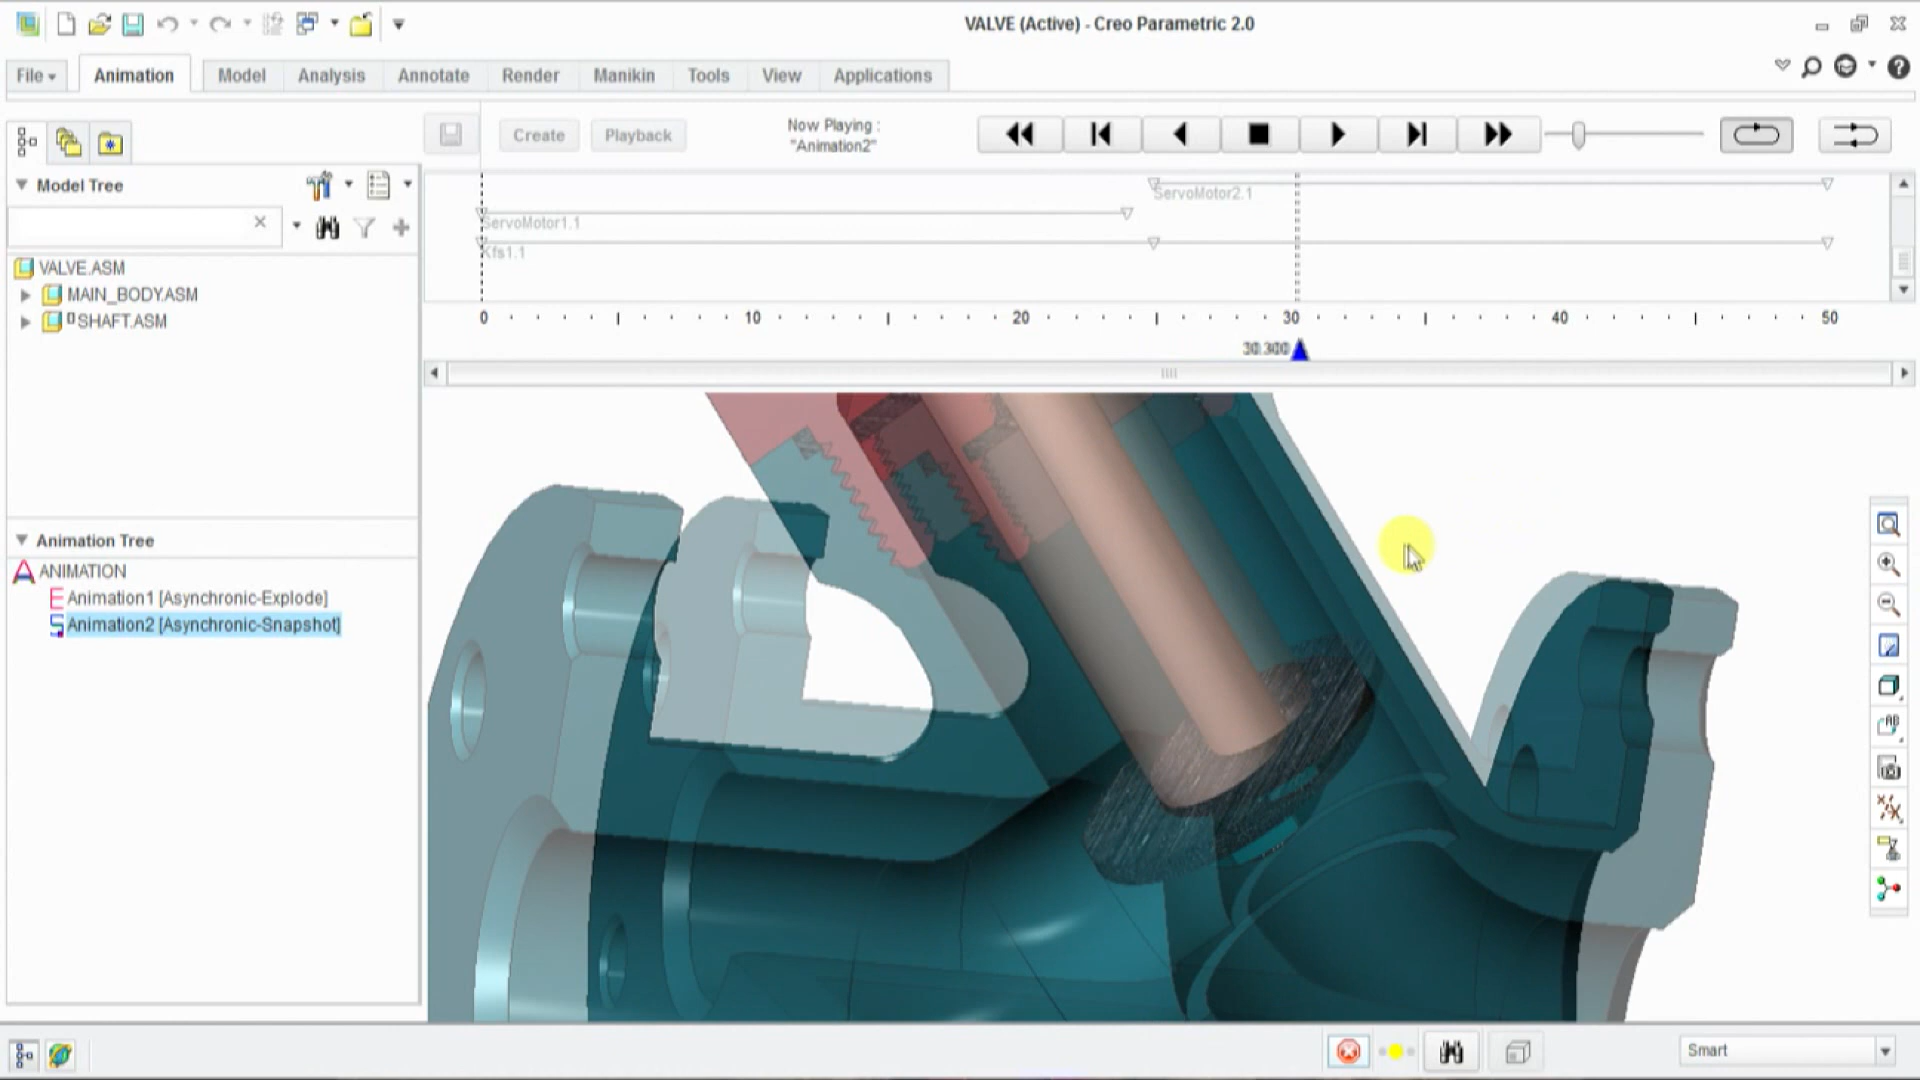 VALVE (Active) - Creo Parametric 2.0
File Animation Model Analysis Annotate Render Manikin Tools View Applications
Create Playback Now Playing :
"Animation2"
Model Tree
ServoMotor2.1
ServoMotor1.1
Kfs1.1
VALVE.ASM
MAIN_BODY.ASM
SHAFT.ASM
0 10 20 30 40 50
30.300
Animation Tree
ANIMATION
Animation1 [Asynchronic-Explode]
Animation2 [Asynchronic-Snapshot]
Smart